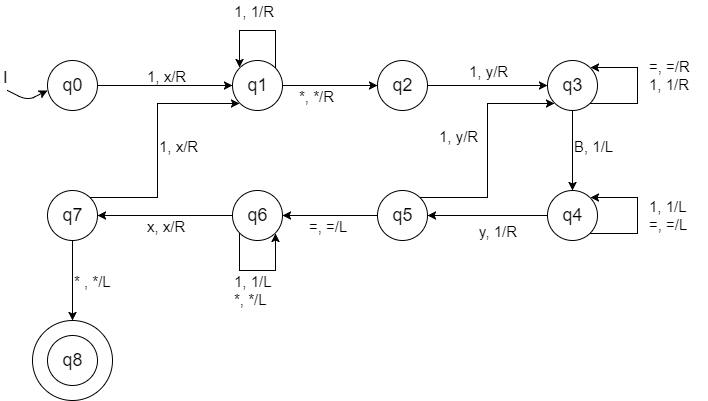 1, 1/R
I
q0
1, x/R
q1
*, */R
q2
1, y/R
q3
=, =/R
1, 1/R
1, x/R
1, y/R
B, 1/L
q7
x, x/R
q6
=, =/L
q5
y, 1/R
q4
1, 1/L
=, =/L
1, 1/L
*, */L
* , */L
q8